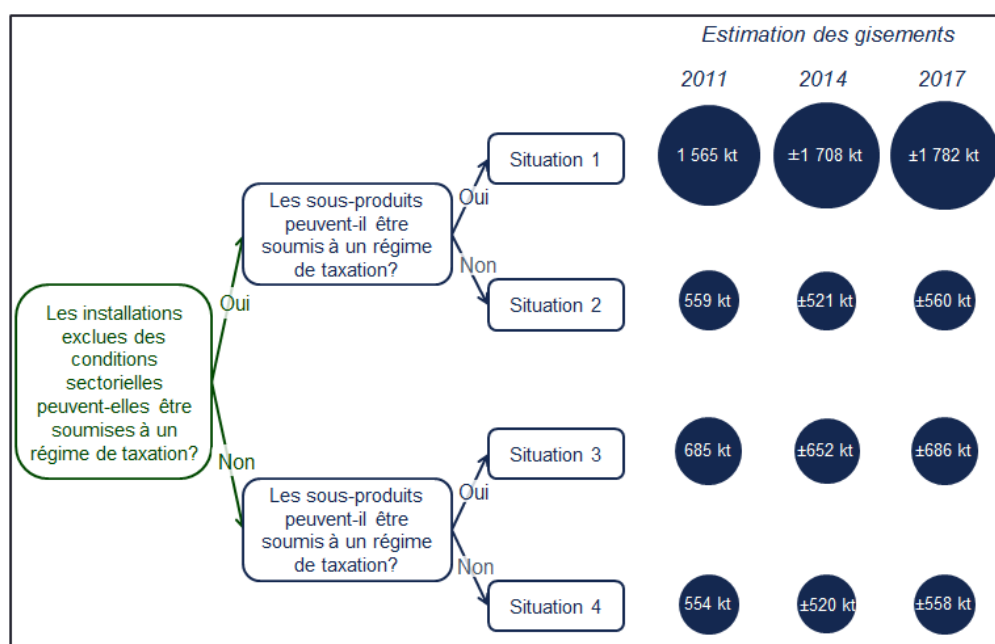 Estimation des gisements
2011 2014 2017
Situation 1
1 565 kt ±1 708 kt ±1 782 kt
Les sous-produits
peuvent-il être
soumis à un régime
de taxation?
Oui
Non
Situation 2
559 kt ±521 kt ±560 kt
Oui
Les installations
exclues des
conditions
sectorielles
peuvent-elles être
soumises à un
régime de taxation?
Non
Situation 3
685 kt ±652 kt ±686 kt
Les sous-produits
peuvent-il être
soumis à un régime
de taxation?
Oui
Non
Situation 4
554 kt ±520 kt ±558 kt